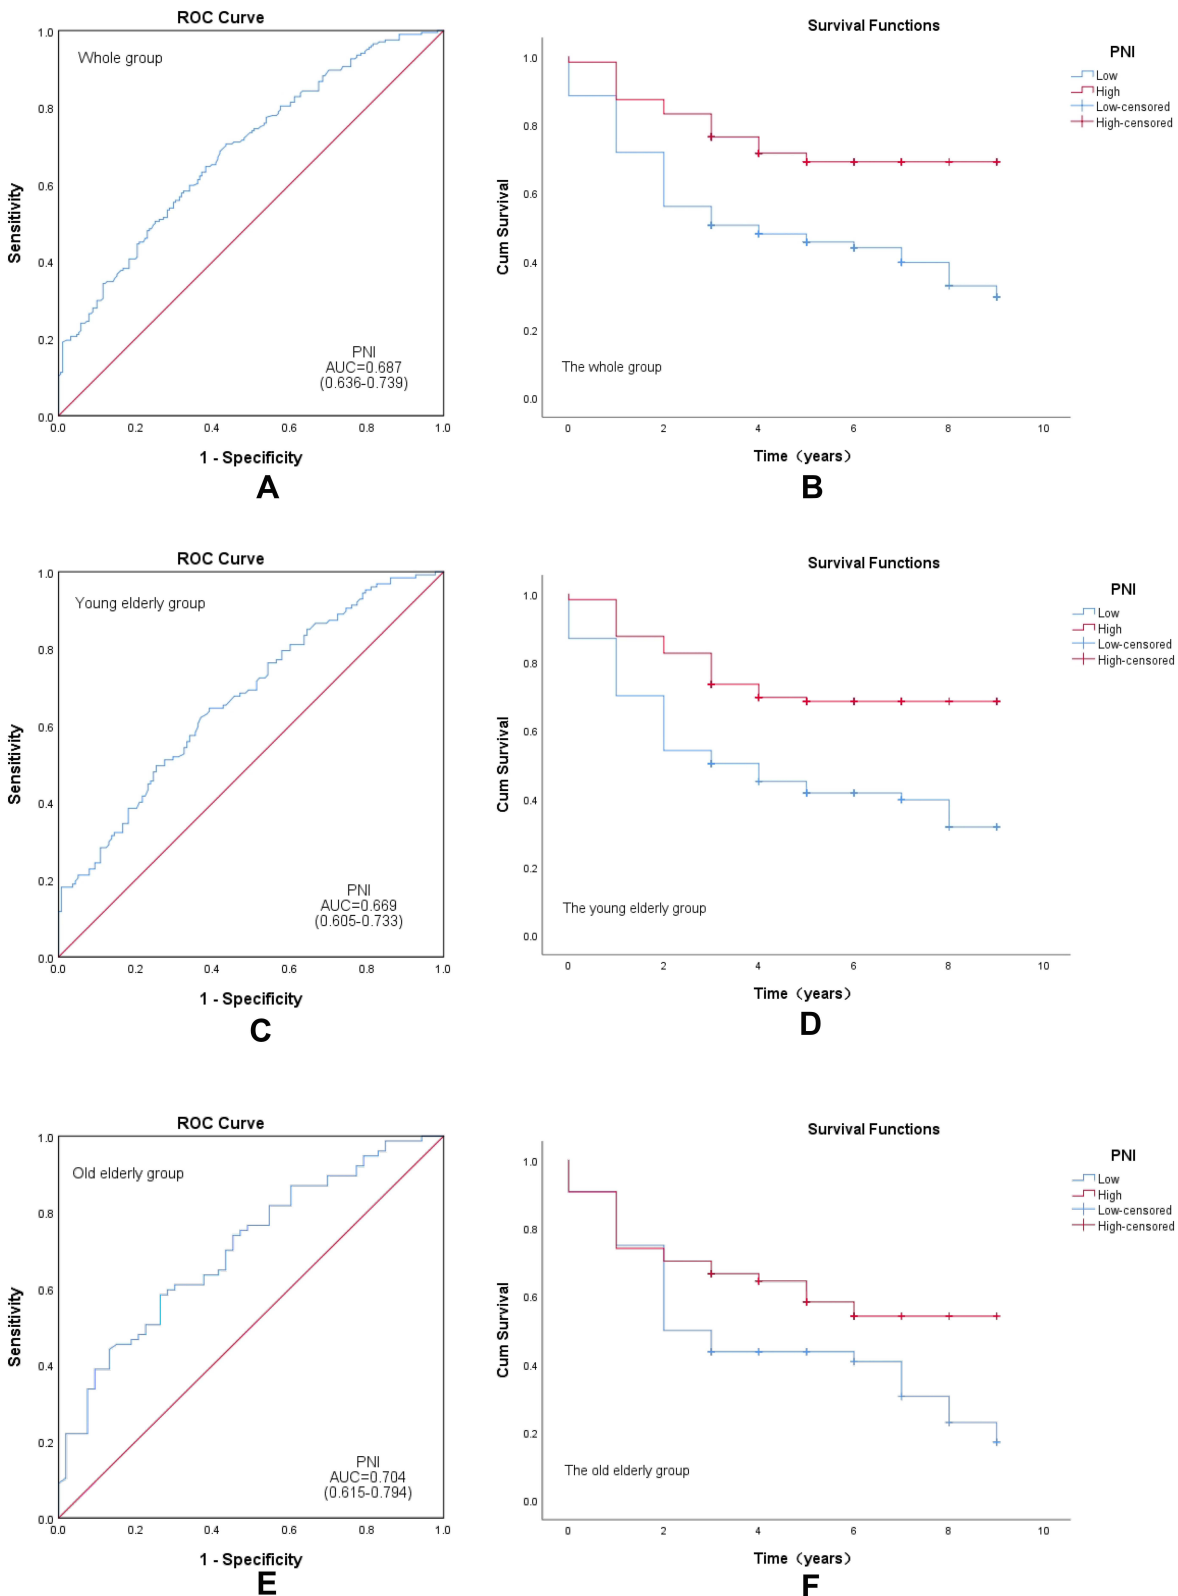 ROC Curve
Whole group
1.0
0.8
0.6
0.4
0.2
0.0
Sensitivity
PNI
AUC=0.687
(0.636-0.739)
0.0 0.2 0.4 0.6 0.8 1.0
1 - Specificity
A
Survival Functions
PNI
Low
High
Low-censored
High-censored
1.0
0.8
0.6
0.4
0.2
0.0
Cum Survival
The whole group
0 2 4 6 8 10
Time（years）
B
ROC Curve
Young elderly group
1.0
0.8
0.6
0.4
0.2
0.0
Sensitivity
PNI
AUC=0.669
(0.605-0.733)
0.0 0.2 0.4 0.6 0.8 1.0
1 - Specificity
C
Survival Functions
PNI
Low
High
Low-censored
High-censored
1.0
0.8
0.6
0.4
0.2
0.0
Cum Survival
The young elderly group
0 2 4 6 8 10
Time（years）
D
ROC Curve
Old elderly group
1.0
0.8
0.6
0.4
0.2
0.0
Sensitivity
PNI
AUC=0.704
(0.615-0.794)
0.0 0.2 0.4 0.6 0.8 1.0
1 - Specificity
E
Survival Functions
PNI
Low
High
Low-censored
High-censored
1.0
0.8
0.6
0.4
0.2
0.0
Cum Survival
The old elderly group
0 2 4 6 8 10
Time（years）
F